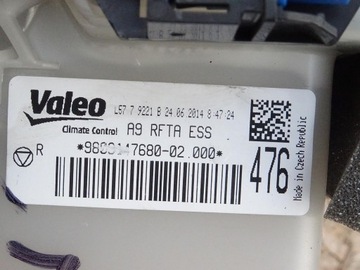 Valeo
L57 7 9221 B 24.06.2014 8:47:24
Climate Control
A9 RFTA ESS
R
*9689147680-02.000*
476
Made in Czech Republic